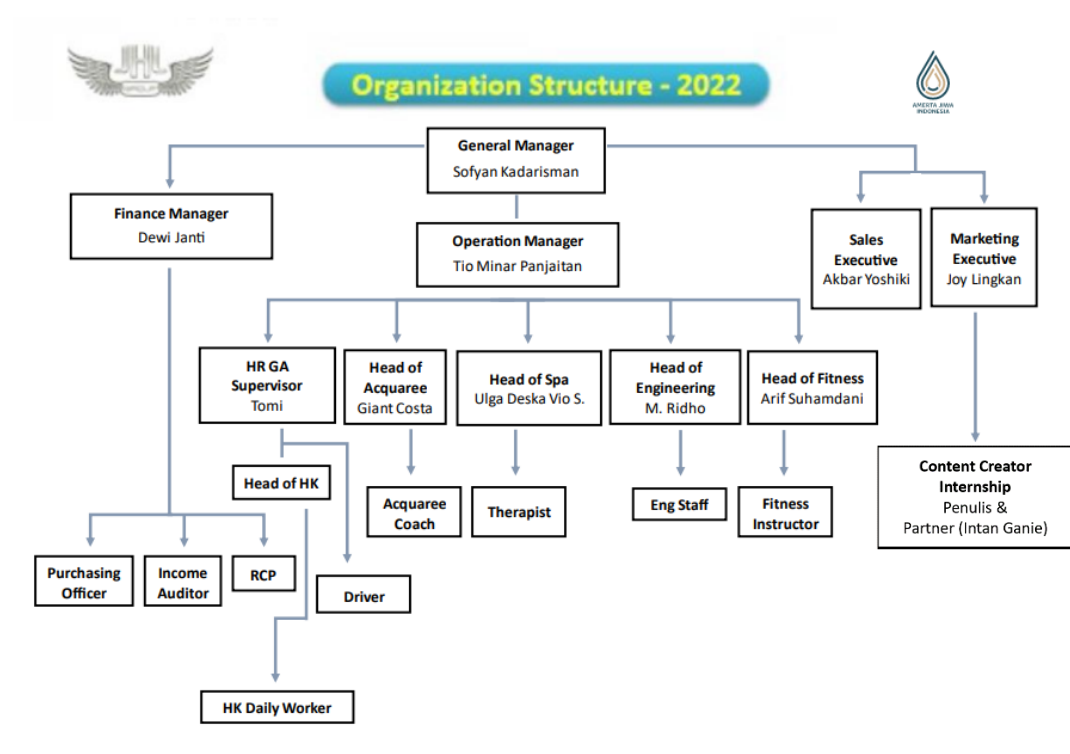 JHL
GROUP
Organization Structure - 2022
AMERTA JIWA
INDONESIA
General Manager
Sofyan Kadarisman
Finance Manager
Dewi Janti
Operation Manager
Tio Minar Panjaitan
Sales
Executive
Akbar Yoshiki
Marketing
Executive
Joy Lingkan
HR GA
Supervisor
Tomi
Head of
Acquaree
Giant Costa
Head of Spa
Ulga Deska Vio S.
Head of
Engineering
M. Ridho
Head of Fitness
Arif Suhamdani
Head of HK
Acquaree
Coach
Therapist
Eng Staff
Fitness
Instructor
Content Creator
Internship
Penulis &
Partner (Intan Ganie)
Purchasing
Officer
Income
Auditor
RCP
Driver
HK Daily Worker